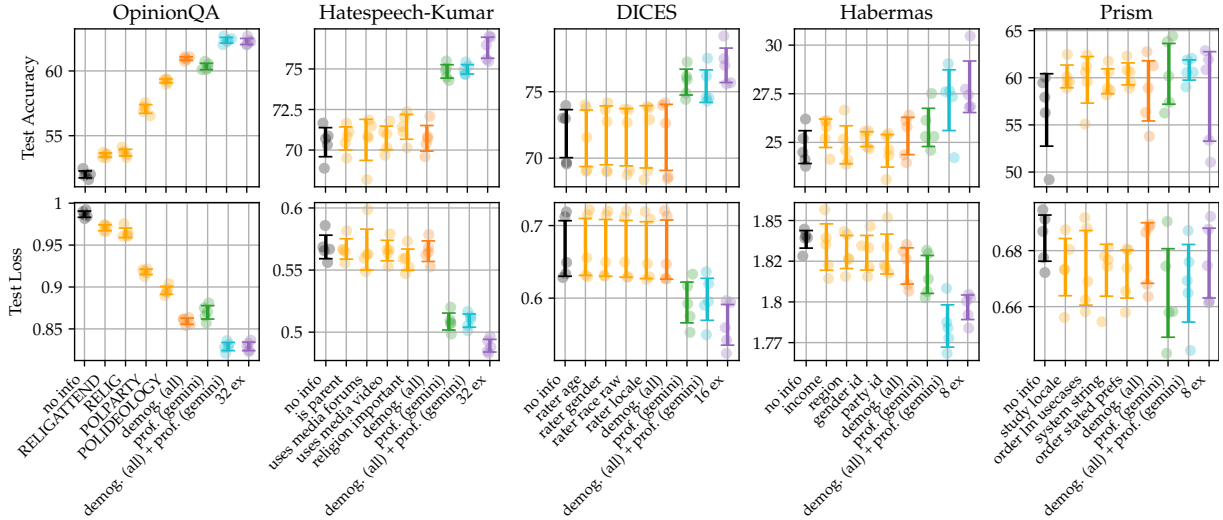 OpinionQA
Hatespeech-Kumar
DICES
Habermas
Prism
Test Accuracy
60
55
75
72.5
70
75
70
30
27.5
25
65
60
55
50
Test Loss
1
0.95
0.9
0.85
0.6
0.55
0.5
0.7
0.6
1.85
1.82
1.8
1.77
0.68
0.66
no info
RELIGATTEND
RELIG
POLPARTY
POLIDEOLOGY
demog. (all)
prof. (gemini)
demog. (all) + prof. (gemini)
32 ex
no info
is parent
uses media forums
uses media video
religion important
demog. (all)
prof. (gemini)
demog. (all) + prof. (gemini)
32 ex
no info
rater age
rater gender
rater race raw
rater locale
demog. (all)
prof. (gemini)
demog. (all) + prof. (gemini)
16 ex
no info
income
region
gender id
party id
demog. (all)
prof. (gemini)
demog. (all) + prof. (gemini)
8 ex
no info
study locale
order lm usecases
system string
order stated prefs
demog. (all)
prof. (gemini)
demog. (all) + prof. (gemini)
8 ex